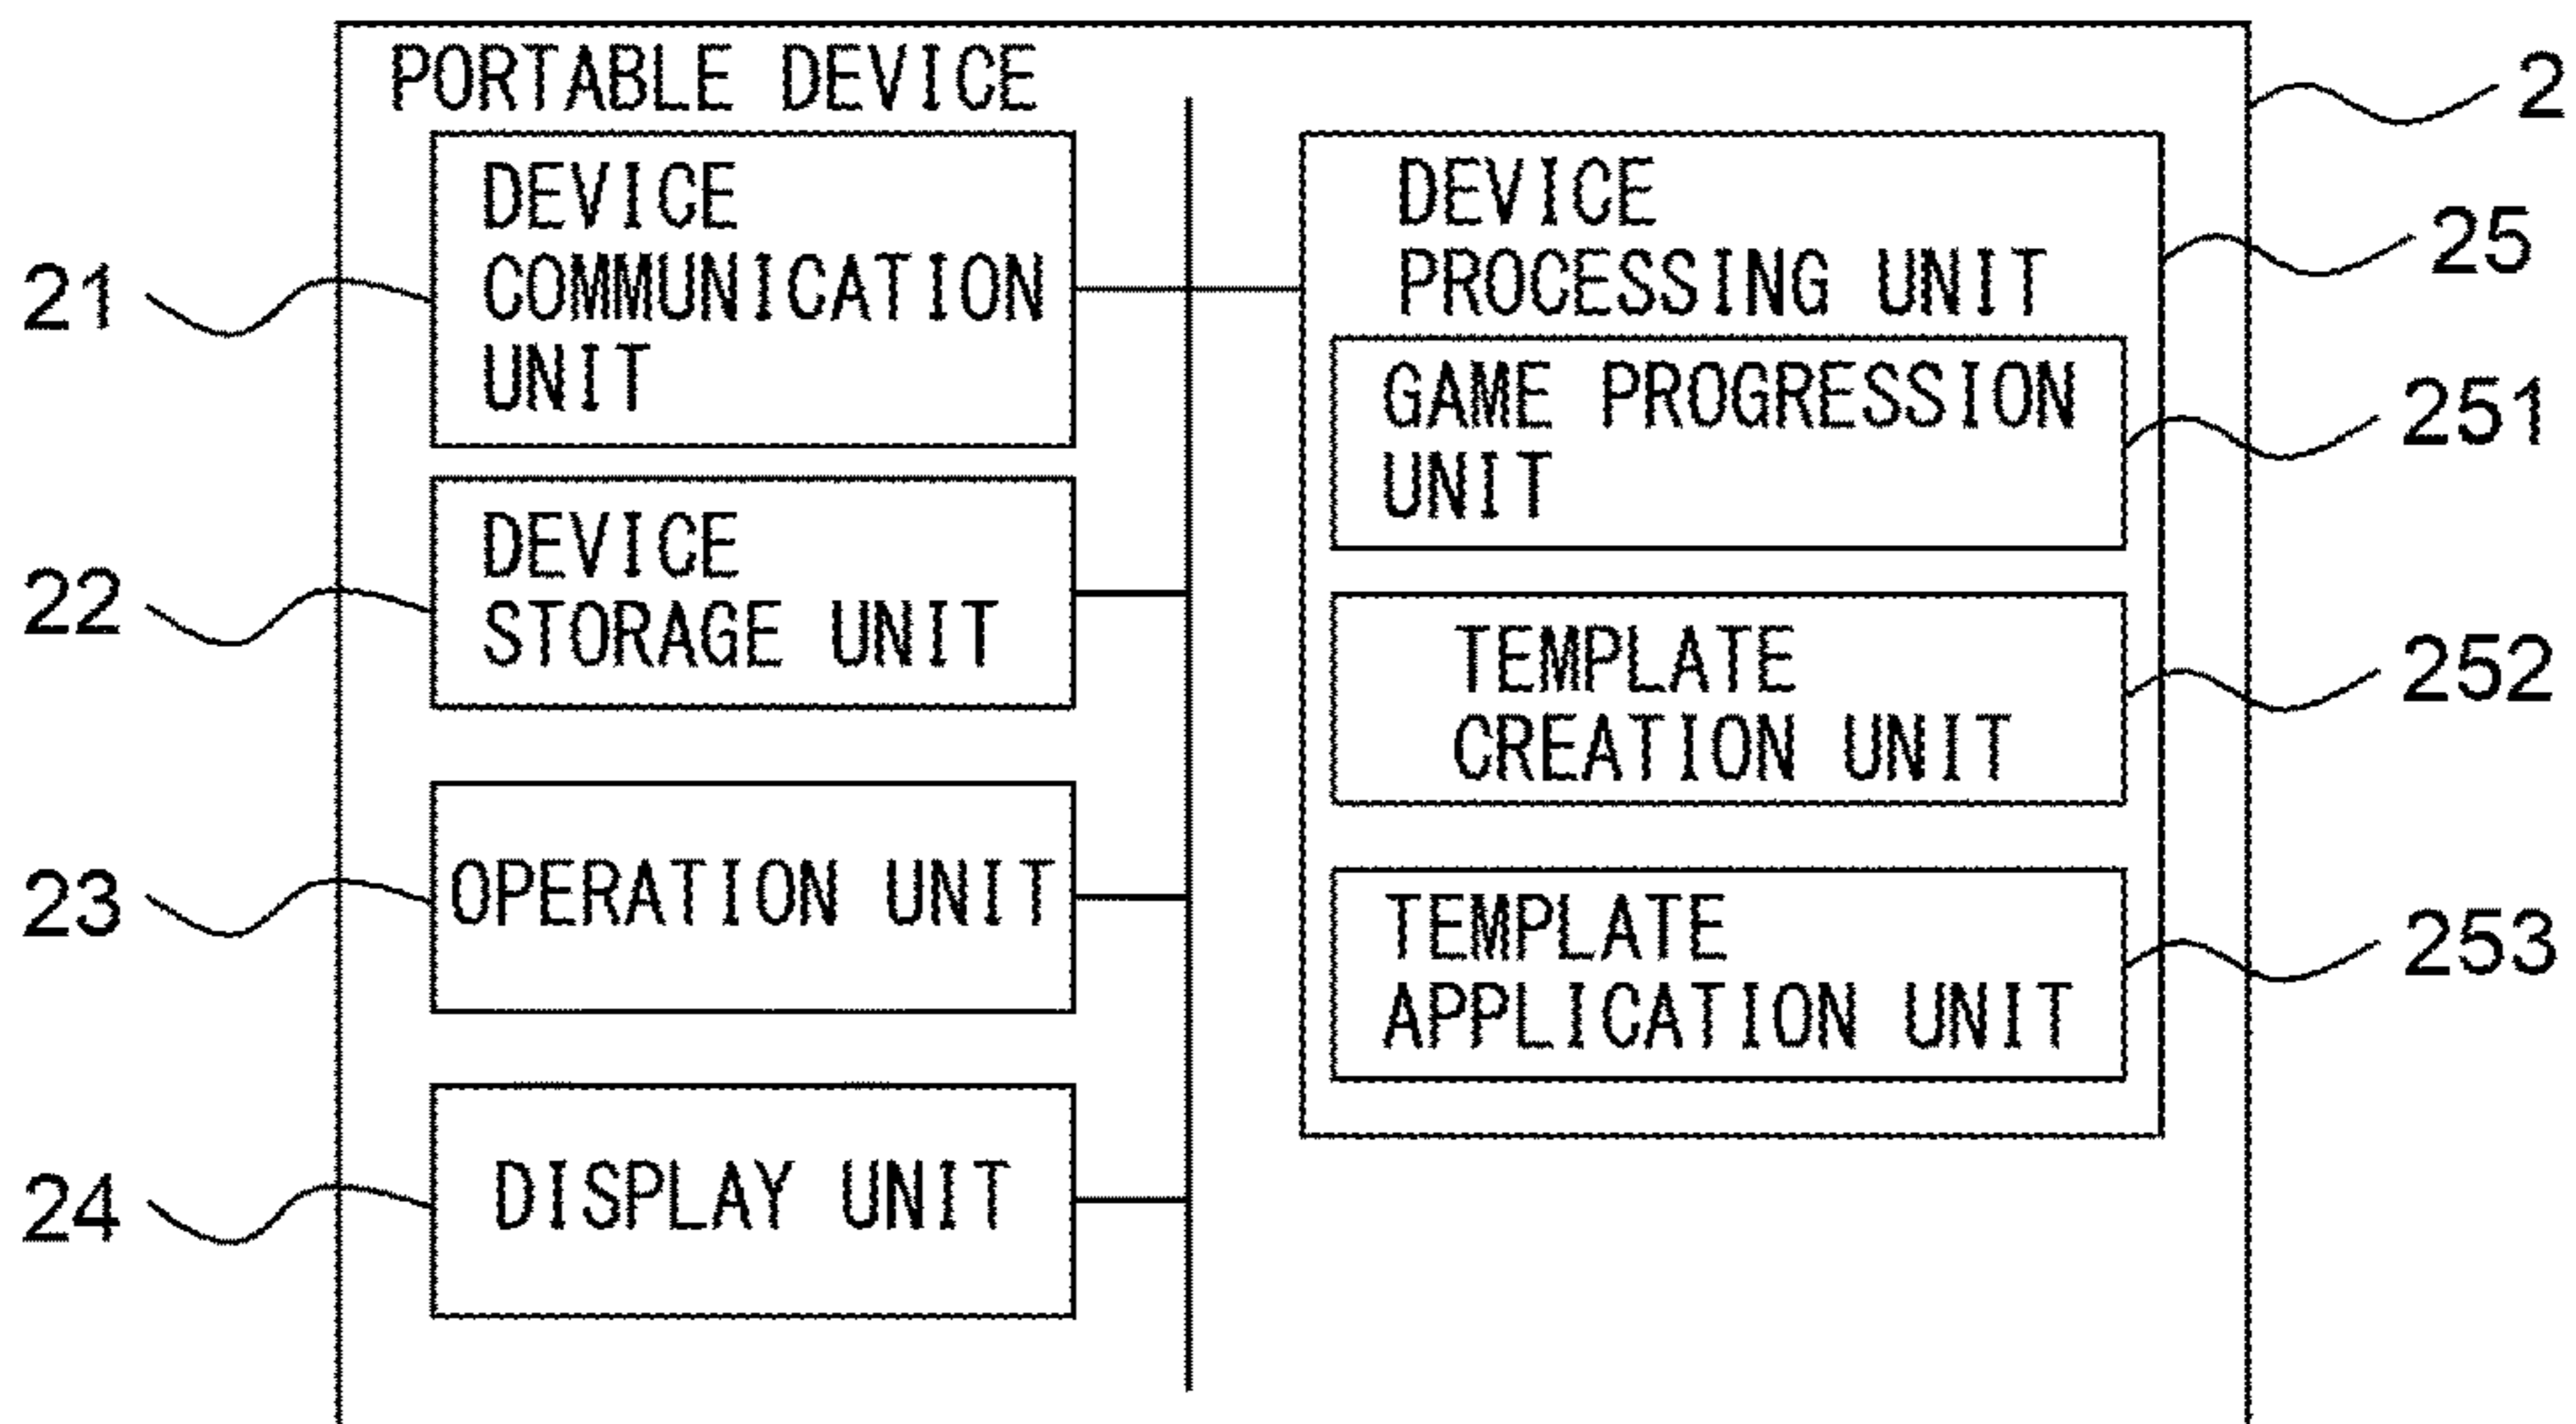 PORTABLE DEVICE
2
21
DEVICE
COMMUNICATION
UNIT
22
DEVICE
STORAGE UNIT
23
OPERATION UNIT
24
DISPLAY UNIT
DEVICE
PROCESSING UNIT
25
GAME PROGRESSION
UNIT
251
TEMPLATE
CREATION UNIT
252
TEMPLATE
APPLICATION UNIT
253